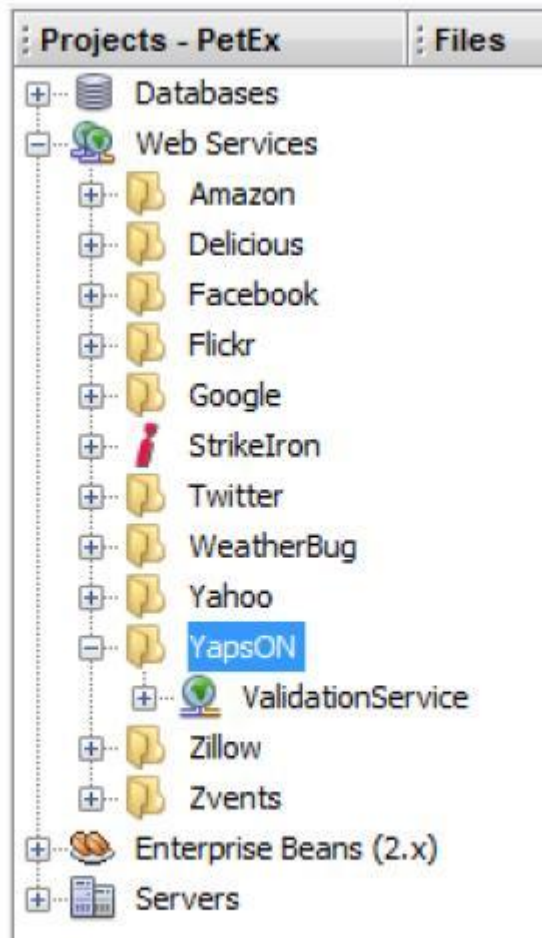 Projects - PetEx Files
Databases
Web Services
Amazon
Delicious
Facebook
Flickr
Google
StrikeIron
Twitter
WeatherBug
Yahoo
YapsON
ValidationService
Zillow
Zvents
Enterprise Beans (2.x)
Servers